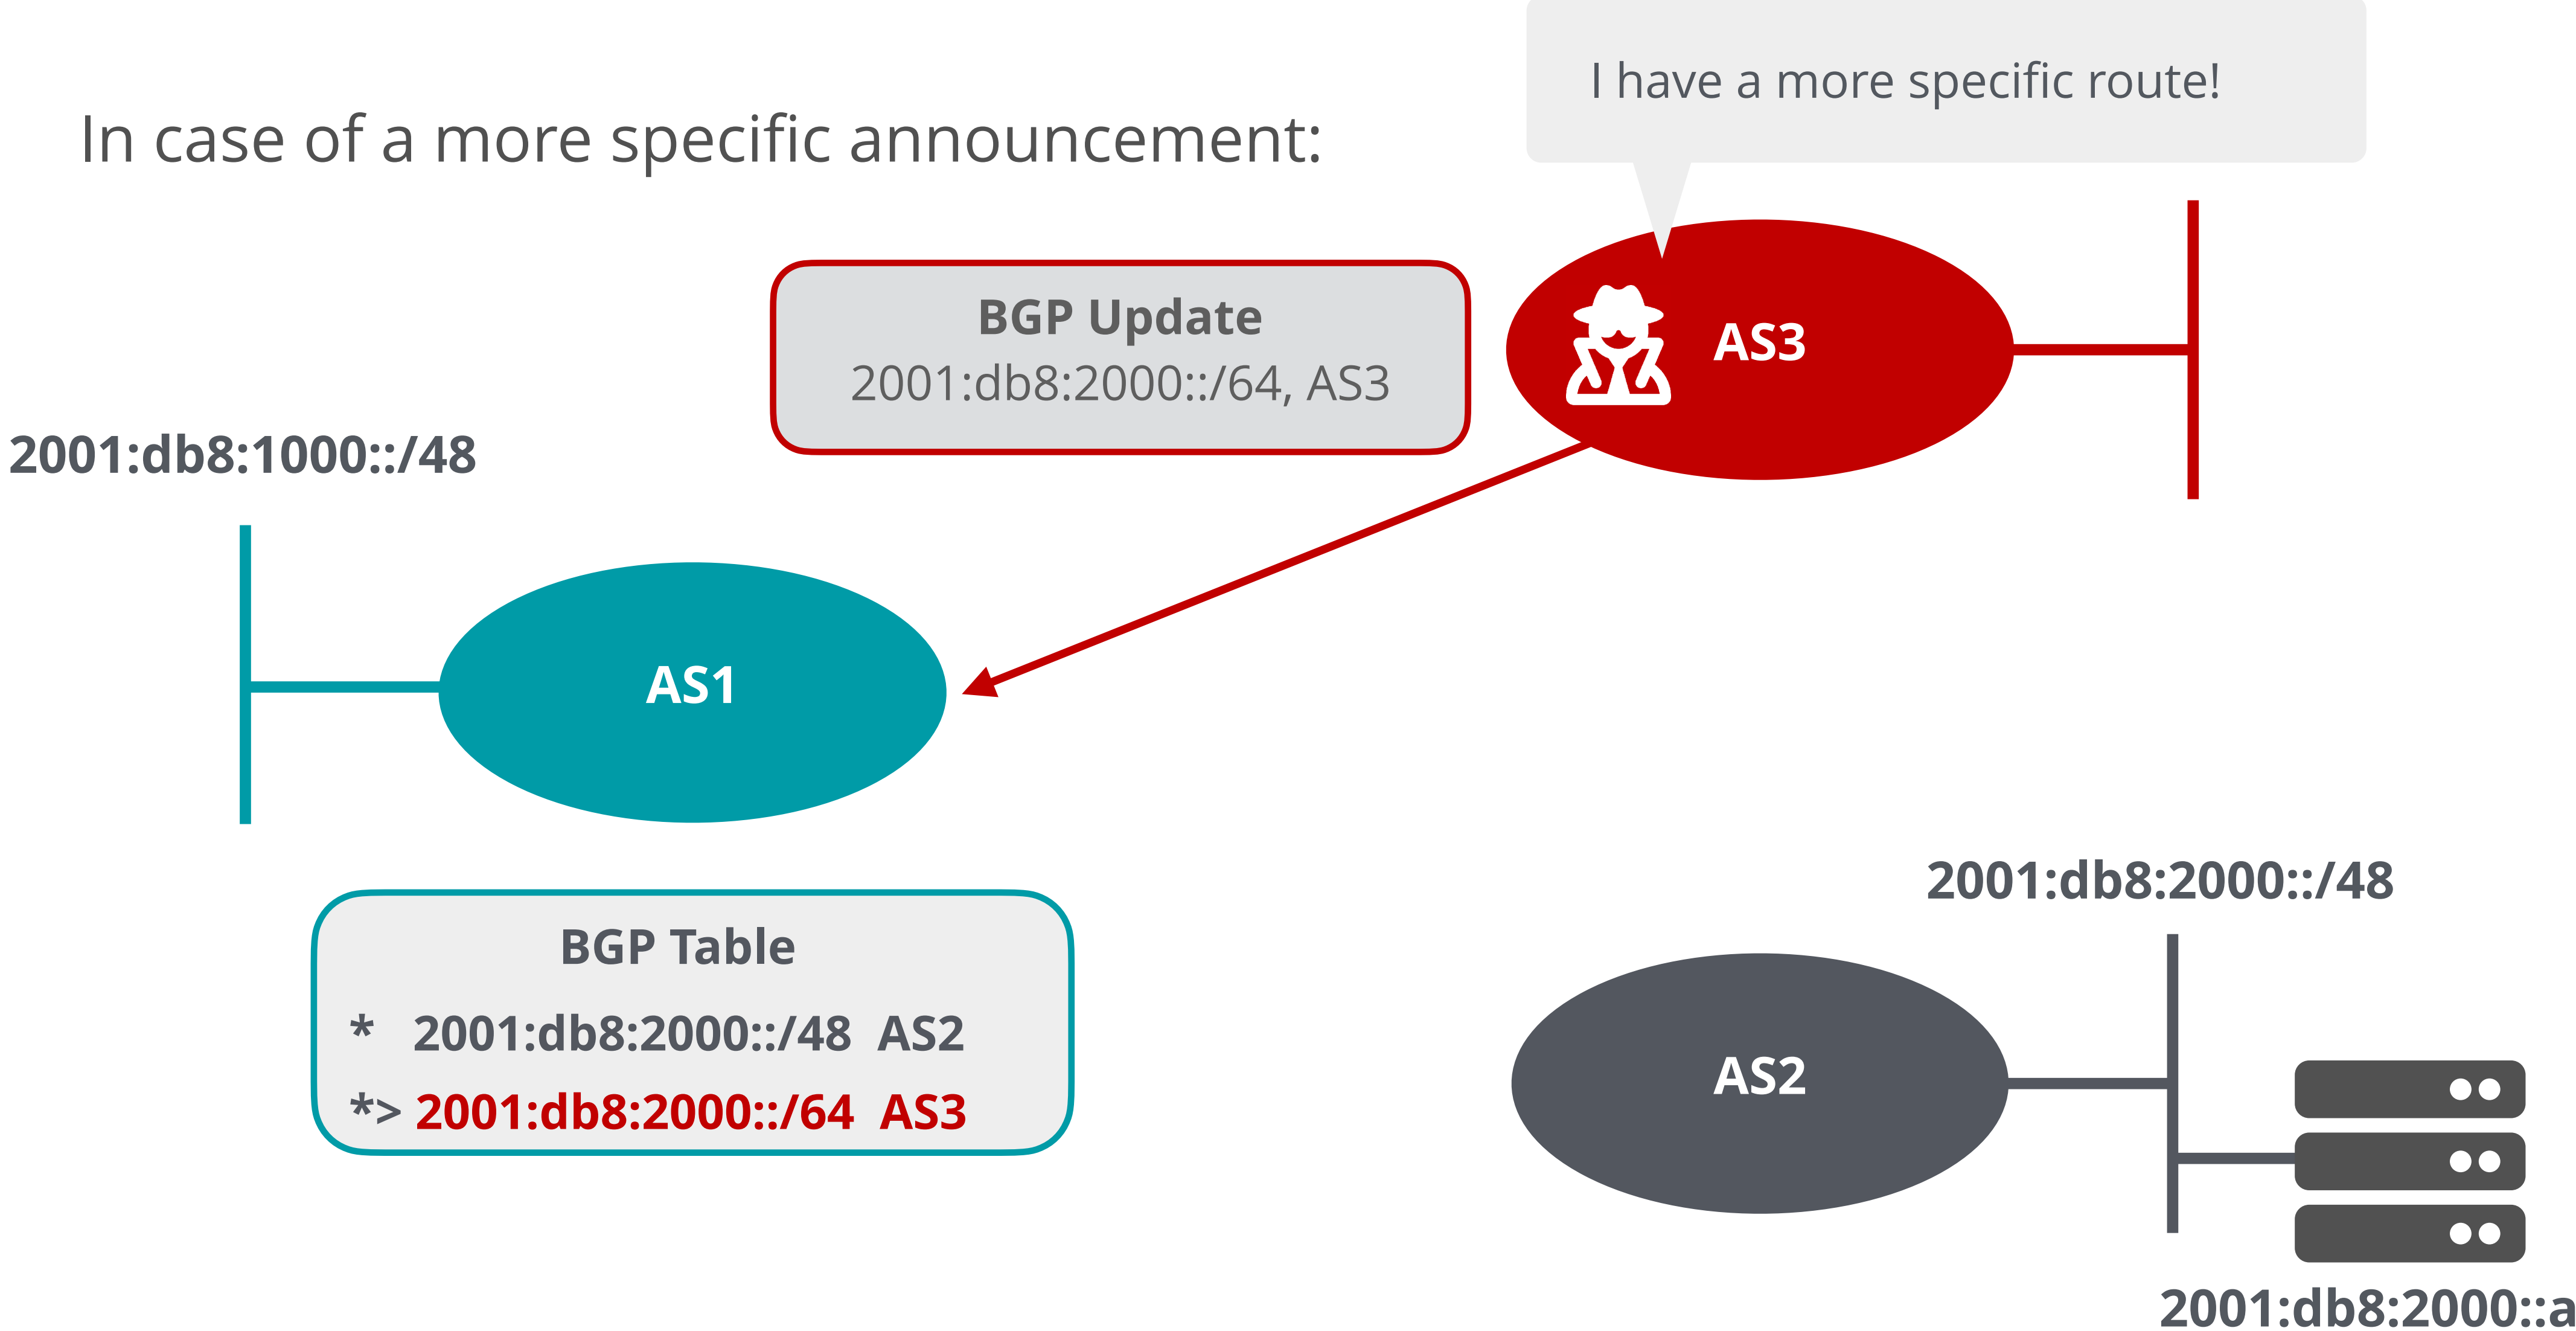 I have a more specific route!
In case of a more specific announcement:
BGP Update
2001:db8:2000::/64, AS3
AS3
2001:db8:1000::/48
AS1
2001:db8:2000::/48
BGP Table
* 2001:db8:2000::/48 AS2
*> 2001:db8:2000::/64 AS3
AS2
2001:db8:2000::a